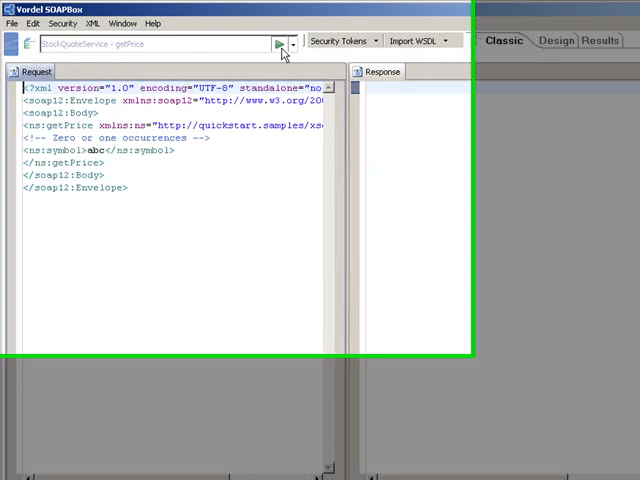 Vordel SOAPBox
File Edit Security XML Window Help
StockQuoteService - getPrice Security Tokens Import WSDL Classic Design Results
Request
Response
<?xml version="1.0" encoding="UTF-8" standalone="no
<soap12:Envelope xmlns:soap12="http://www.w3.org/200
<soap12:Body>
<ns:getPrice xmlns:ns="http://quickstart.samples/xsd
<!-- Zero or one occurrences -->
<ns:symbol>abc</ns:symbol>
</ns:getPrice>
</soap12:Body>
</soap12:Envelope>